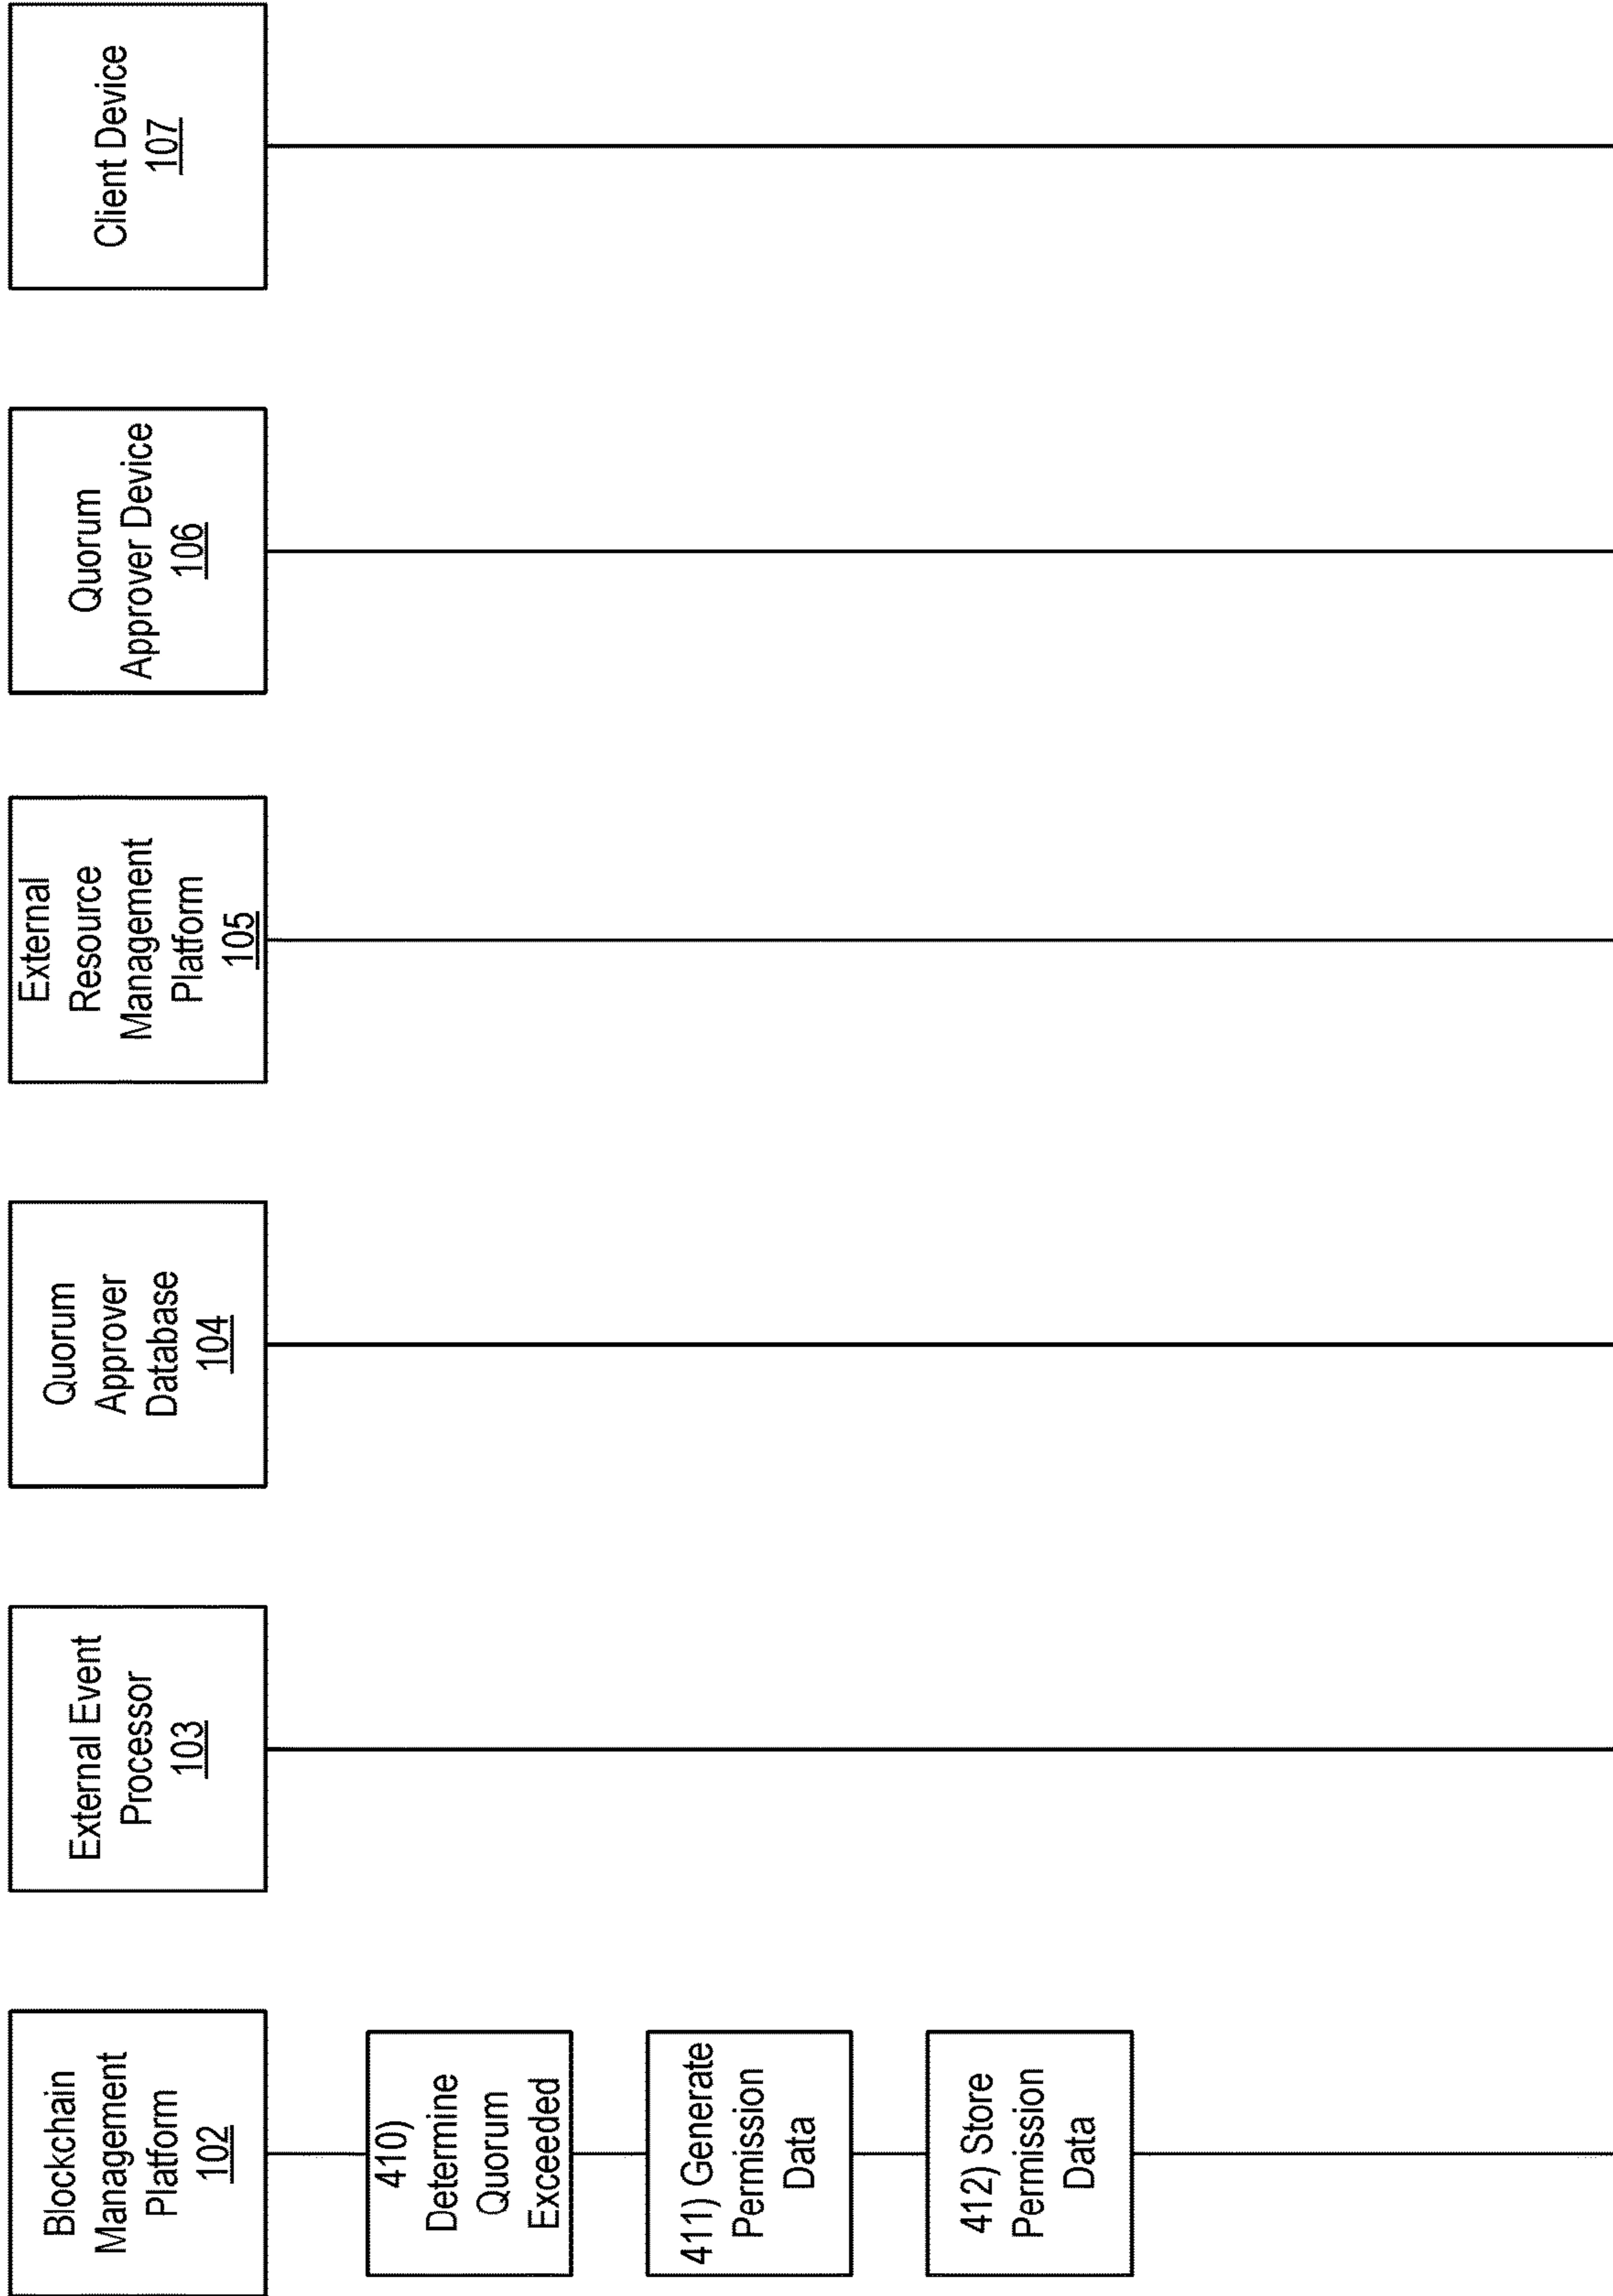 Blockchain
Management
Platform
102
External Event
Processor
103
Quorum
Approver
Database
104
External
Resource
Management
Platform
105
Quorum
Approver Device
106
Client Device
107
410)
Determine
Quorum
Exceeded
411) Generate
Permission
Data
412) Store
Permission
Data